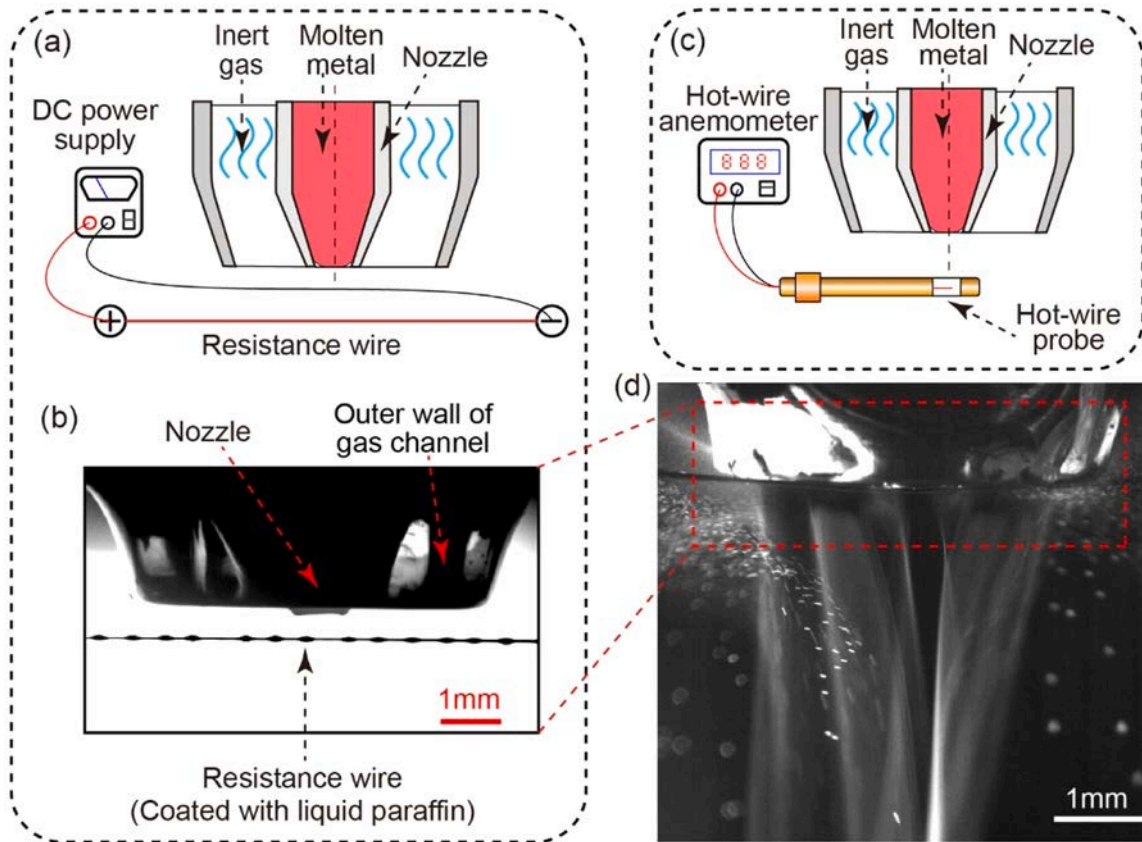 (a)
Inert
gas
Molten
metal
Nozzle
DC power
supply
Resistance wire
(b)
Nozzle
Outer wall of
gas channel
1mm
Resistance wire
(Coated with liquid paraffin)
(c)
Inert
gas
Molten
metal
Nozzle
Hot-wire
anemometer
888
Hot-wire
probe
(d)
1mm